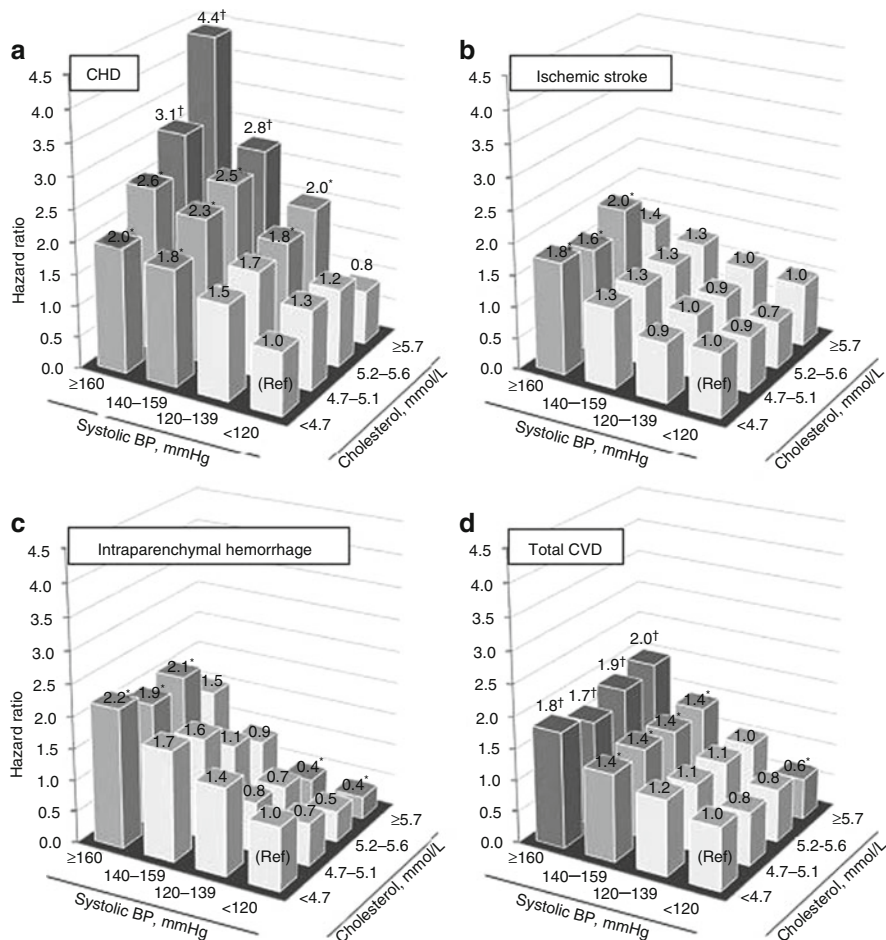 a
CHD
4.4†
3.1† 2.8†
2.6* 2.5* 2.0*
2.0* 2.3* 1.8* 0.8
1.8* 1.7 1.2
1.5 1.3
1.0
(Ref)
4.5
4.0
3.5
3.0
2.5
2.0
1.5
1.0
0.5
0.0
Hazard ratio
≥160
140–159
120–139
<120
Systolic BP, mmHg
≥5.7
5.2–5.6
4.7–5.1
<4.7
Cholesterol, mmol/L
b
Ischemic stroke
2.0* 1.4
1.6* 1.3 1.0
1.8* 1.3 1.3 0.9 1.0
1.3 1.0 0.9 0.7
0.9 1.0
(Ref)
4.5
4.0
3.5
3.0
2.5
2.0
1.5
1.0
0.5
0.0
≥160
140–159
120–139
<120
Systolic BP, mmHg
≥5.7
5.2–5.6
4.7–5.1
<4.7
Cholesterol, mmol/L
c
Intraparenchymal hemorrhage
2.1* 1.5
2.2* 1.9* 1.6 1.1 0.9
1.7 0.8 0.7 0.4* 0.4*
1.4 0.7 0.5
1.0
(Ref)
4.5
4.0
3.5
3.0
2.5
2.0
1.5
1.0
0.5
0.0
Hazard ratio
≥160
140–159
120–139
<120
Systolic BP, mmHg
≥5.7
5.2–5.6
4.7–5.1
<4.7
Cholesterol, mmol/L
d
Total CVD
2.0†
1.9†
1.8† 1.7† 1.4*
1.4* 1.4* 1.4* 1.0
1.2 1.1 1.1 0.6*
1.0 0.8 0.8
(Ref)
4.5
4.0
3.5
3.0
2.5
2.0
1.5
1.0
0.5
0.0
≥160
140–159
120–139
<120
Systolic BP, mmHg
≥5.7
5.2–5.6
4.7–5.1
<4.7
Cholesterol, mmol/L